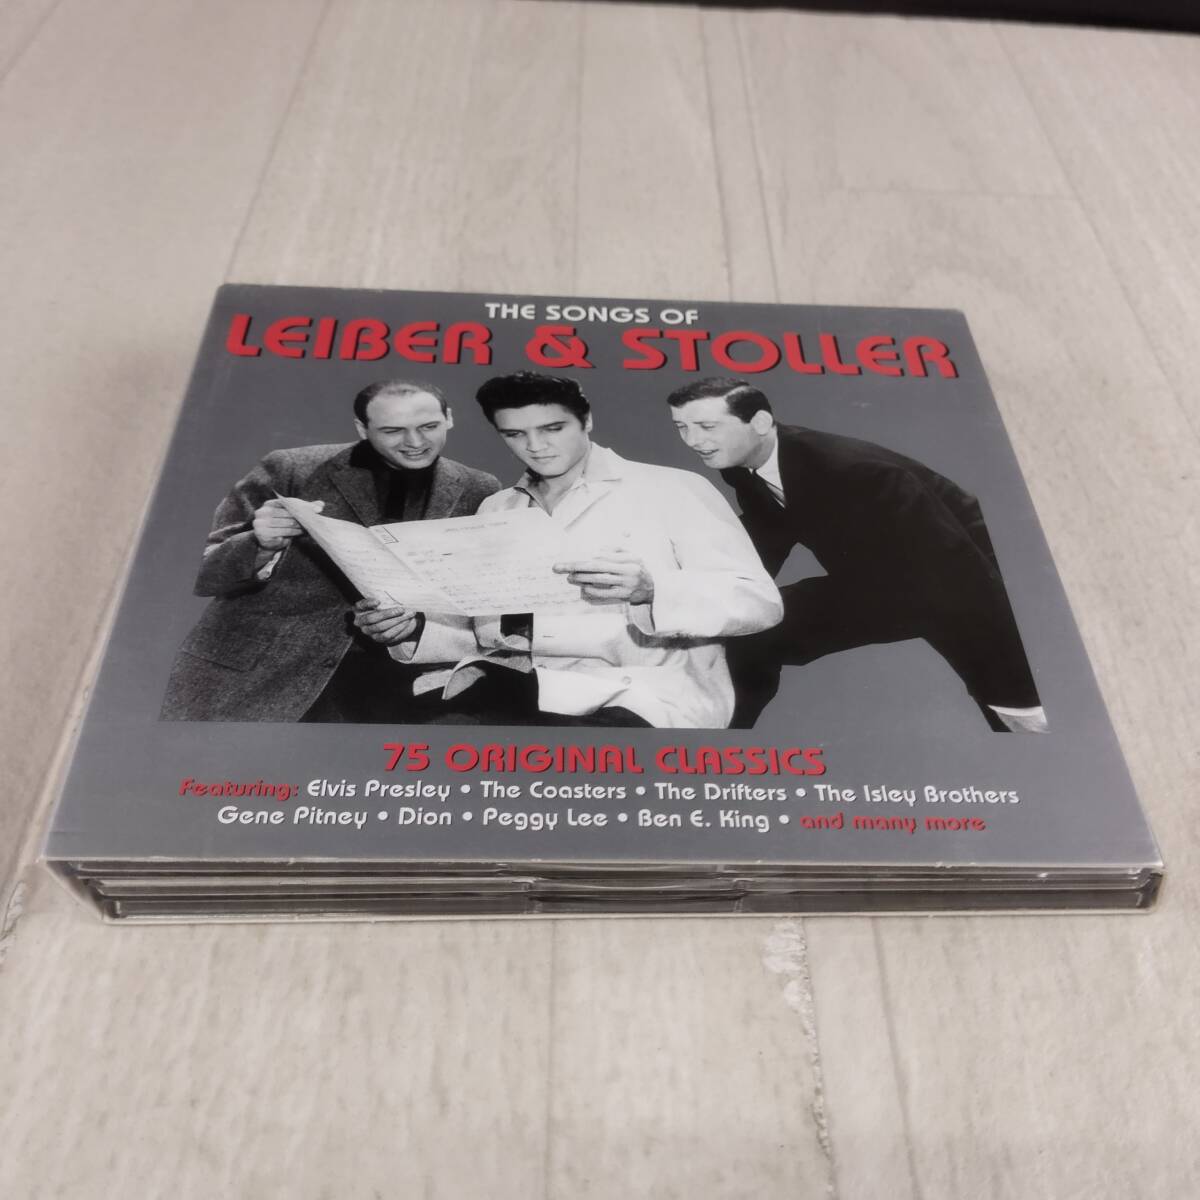 THE SONGS OF
LEIBER & STOLLER
75 ORIGINAL CLASSICS
Featuring: Elvis Presley • The Coasters • The Drifters • The Isley Brothers
Gene Pitney • Dion • Peggy Lee • Ben E. King • and many more